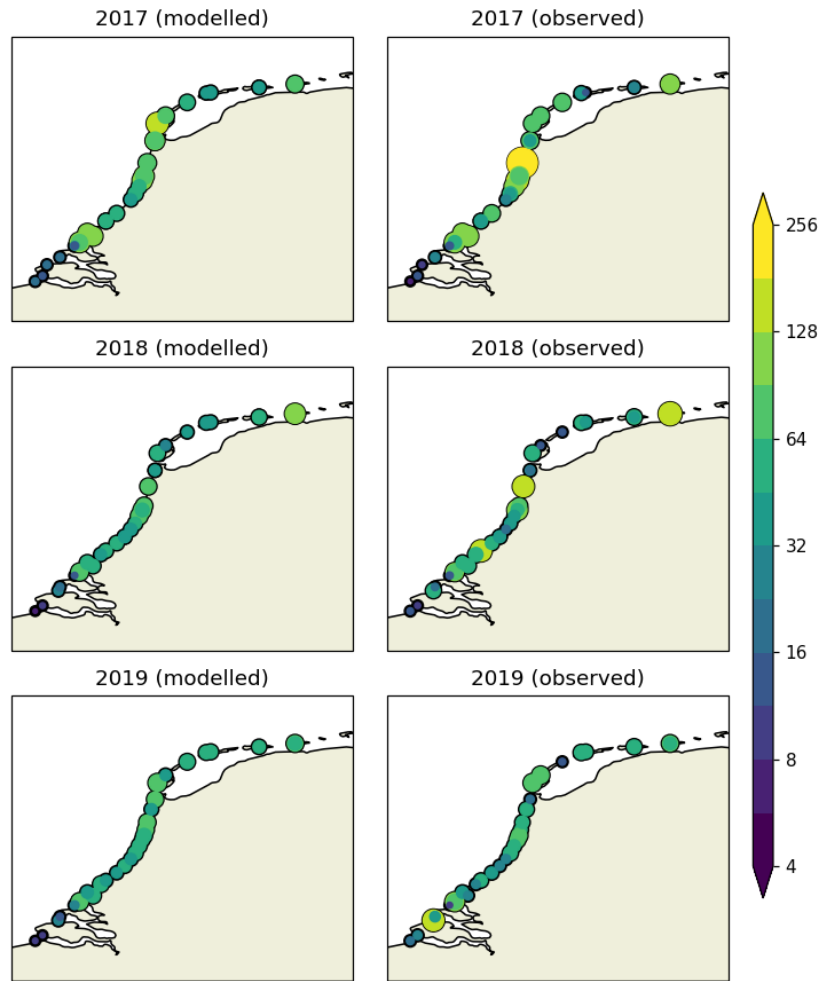 2017 (modelled)
2017 (observed)
2018 (modelled)
2018 (observed)
2019 (modelled)
2019 (observed)
256
128
64
32
16
8
4